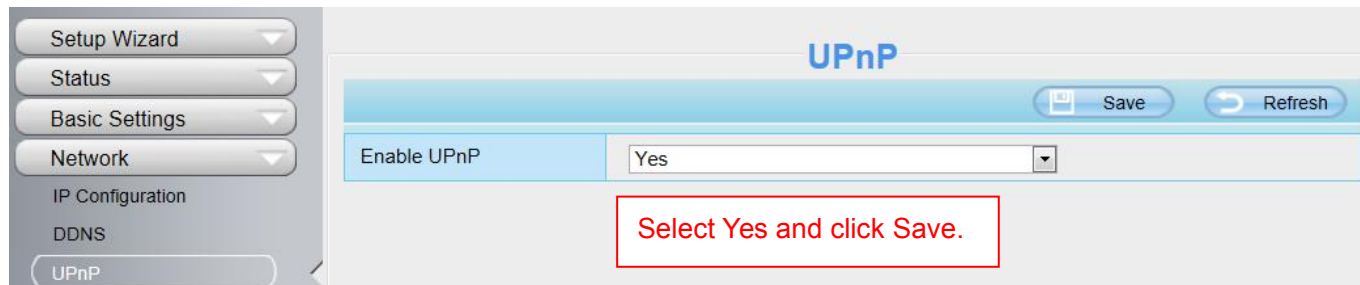 Setup Wizard
Status
Basic Settings
Network
IP Configuration
DDNS
UPnP
UPnP
Save Refresh
Enable UPnP Yes
Select Yes and click Save.